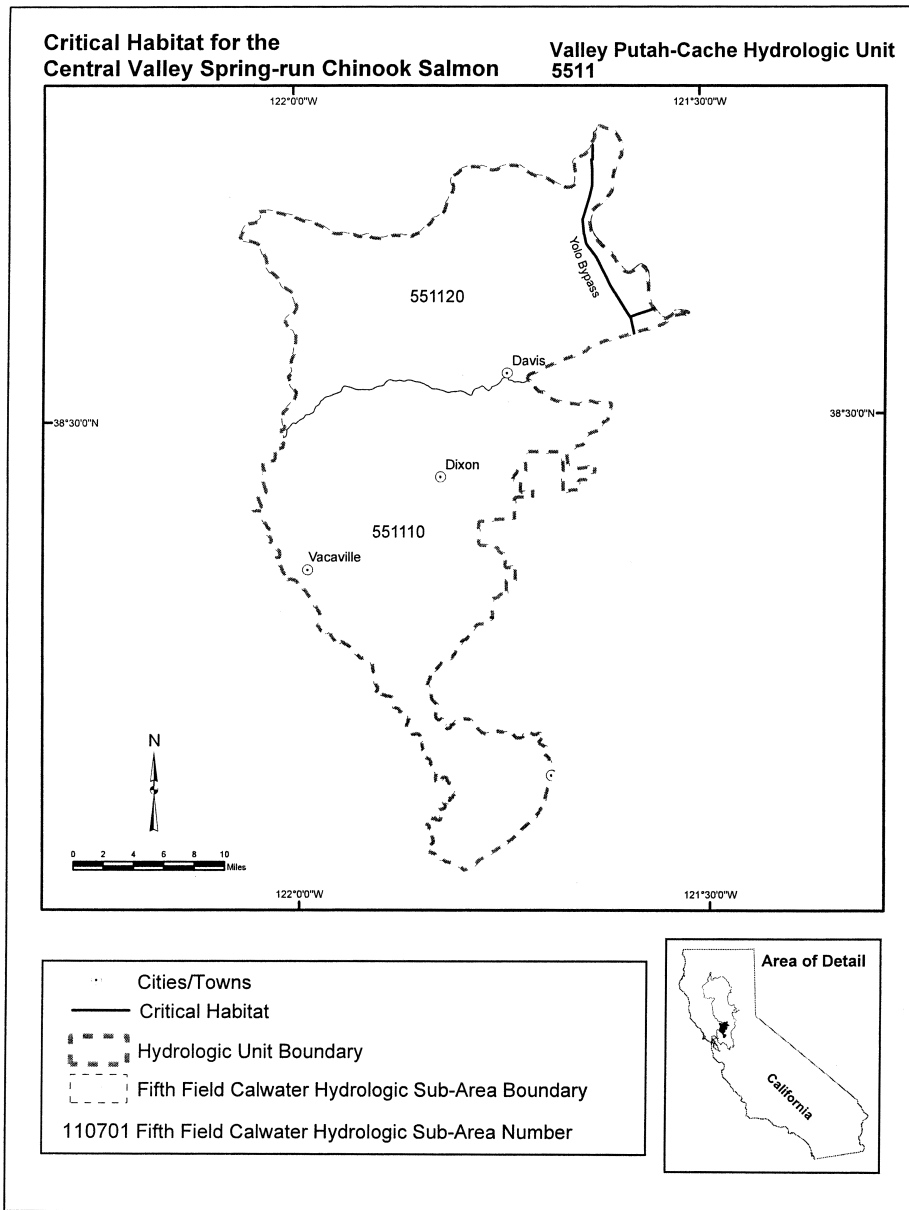 Critical Habitat for the
Central Valley Spring-run Chinook Salmon
Valley Putah-Cache Hydrologic Unit
5511
122°0'0"W
121°30'0"W
Yolo Bypass
551120
Davis
38°30'0"N
38°30'0"N
Dixon
551110
Vacaville
N
0 2 4 6 8 10
Miles
122°0'0"W
121°30'0"W
Cities/Towns
Critical Habitat
Hydrologic Unit Boundary
Fifth Field Calwater Hydrologic Sub-Area Boundary
110701 Fifth Field Calwater Hydrologic Sub-Area Number
Area of Detail
California